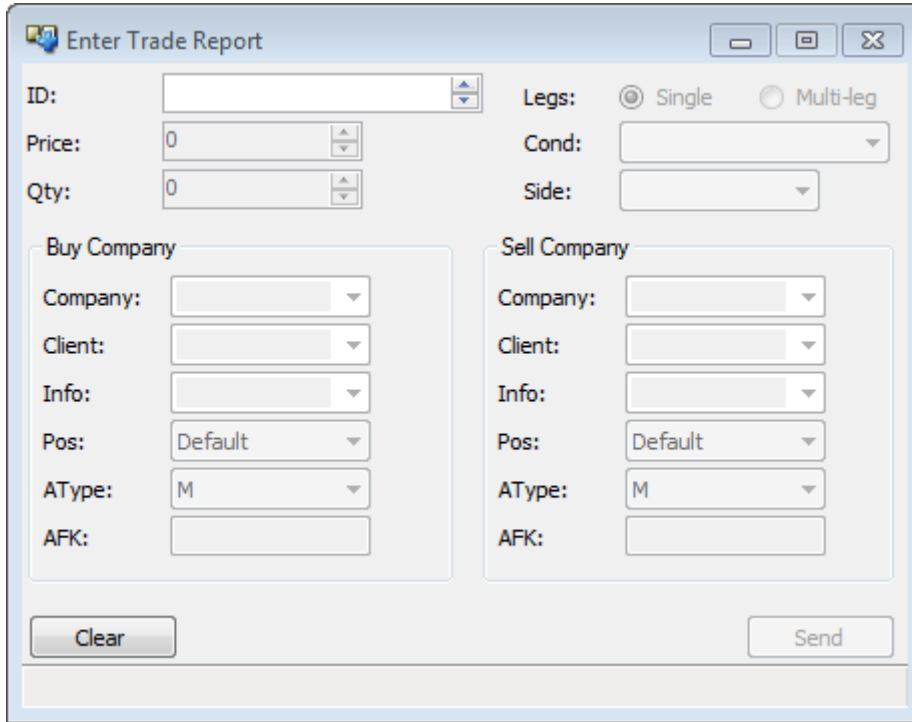 Enter Trade Report
ID: Legs: Single Multi-leg
Price: 0 Cond:
Qty: 0 Side:
Buy Company
Company:
Client:
Info:
Pos: Default
AType: M
AFK:
Sell Company
Company:
Client:
Info:
Pos: Default
AType: M
AFK:
Clear Send